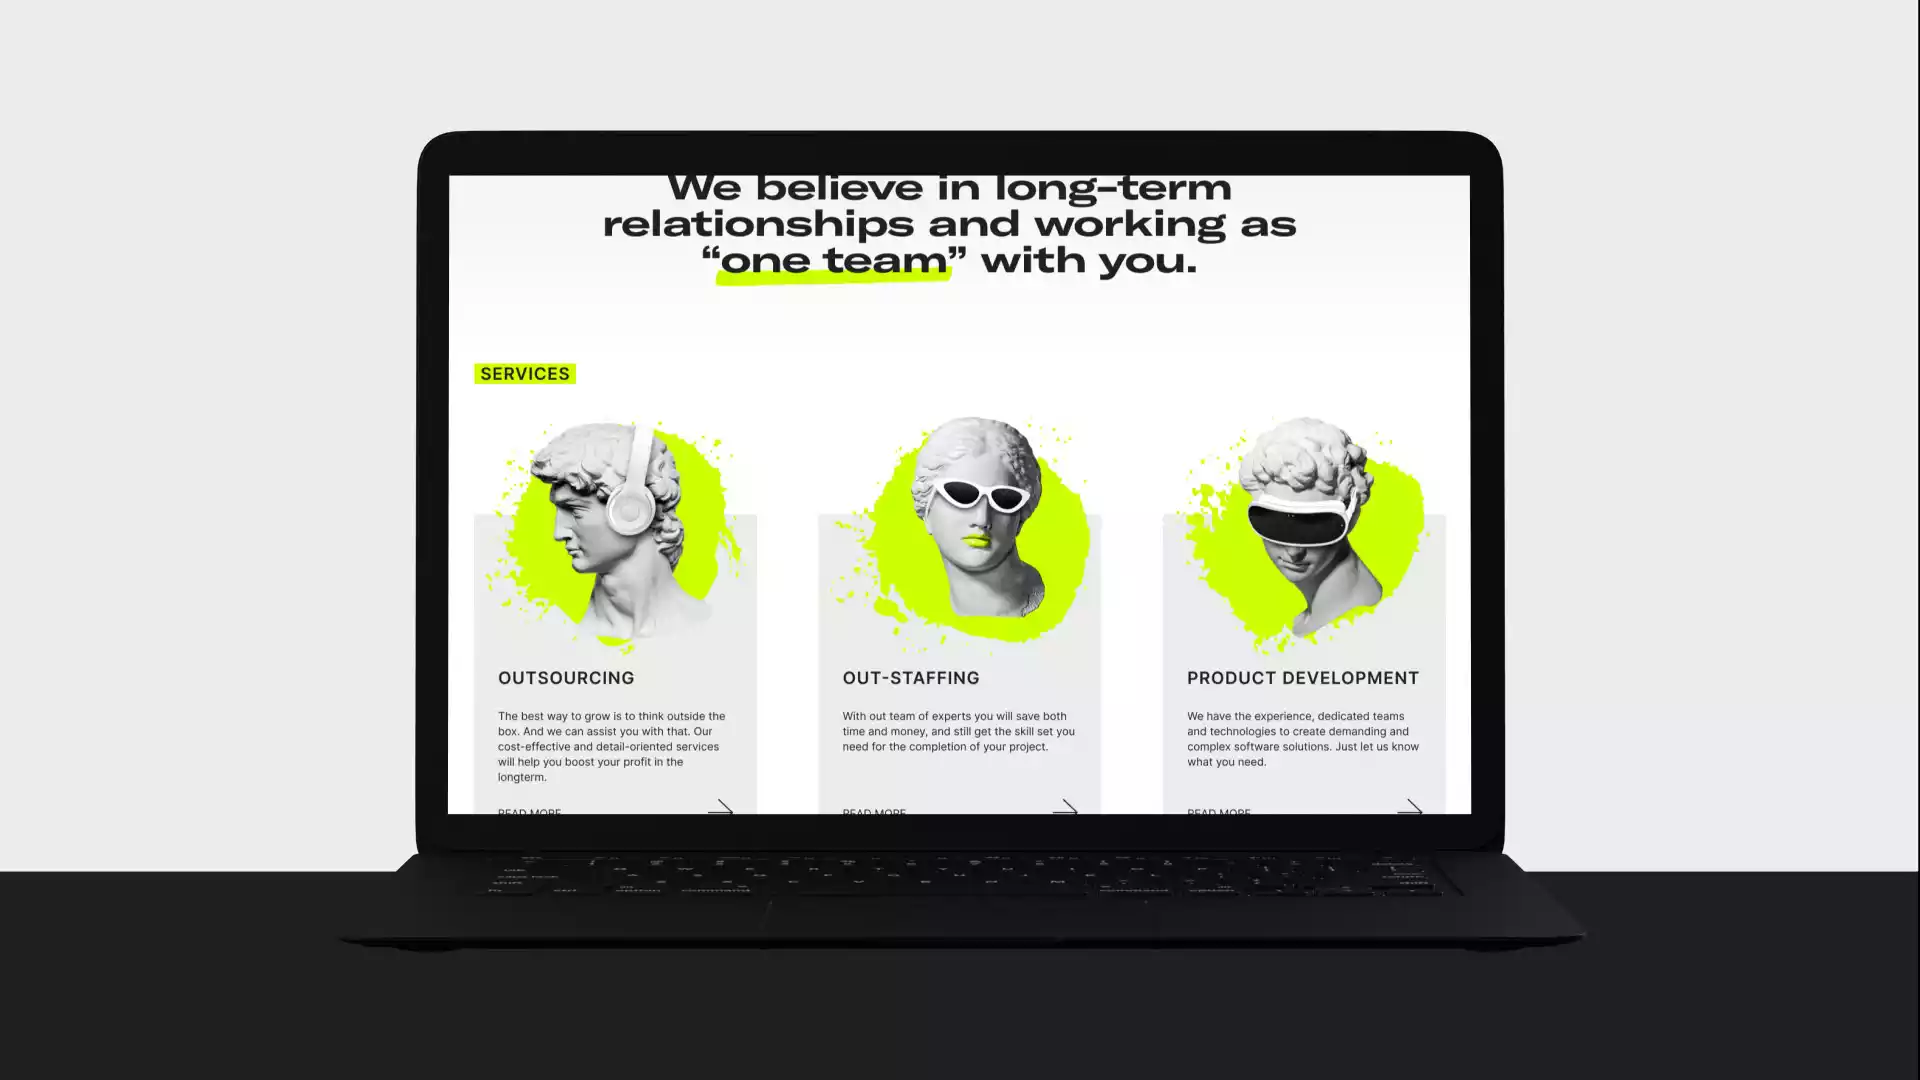 We believe in long-term
relationships and working as
“one team” with you.
SERVICES
OUTSOURCING
The best way to grow is to think outside the
box. And we can assist you with that. Our
cost-effective and detail-oriented services
will help you boost your profit in the
longterm.
READ MORE
OUT-STAFFING
With out team of experts you will save both
time and money, and still get the skill set you
need for the completion of your project.
READ MORE
PRODUCT DEVELOPMENT
We have the experience, dedicated teams
and technologies to create demanding and
complex software solutions. Just let us know
what you need.
READ MORE